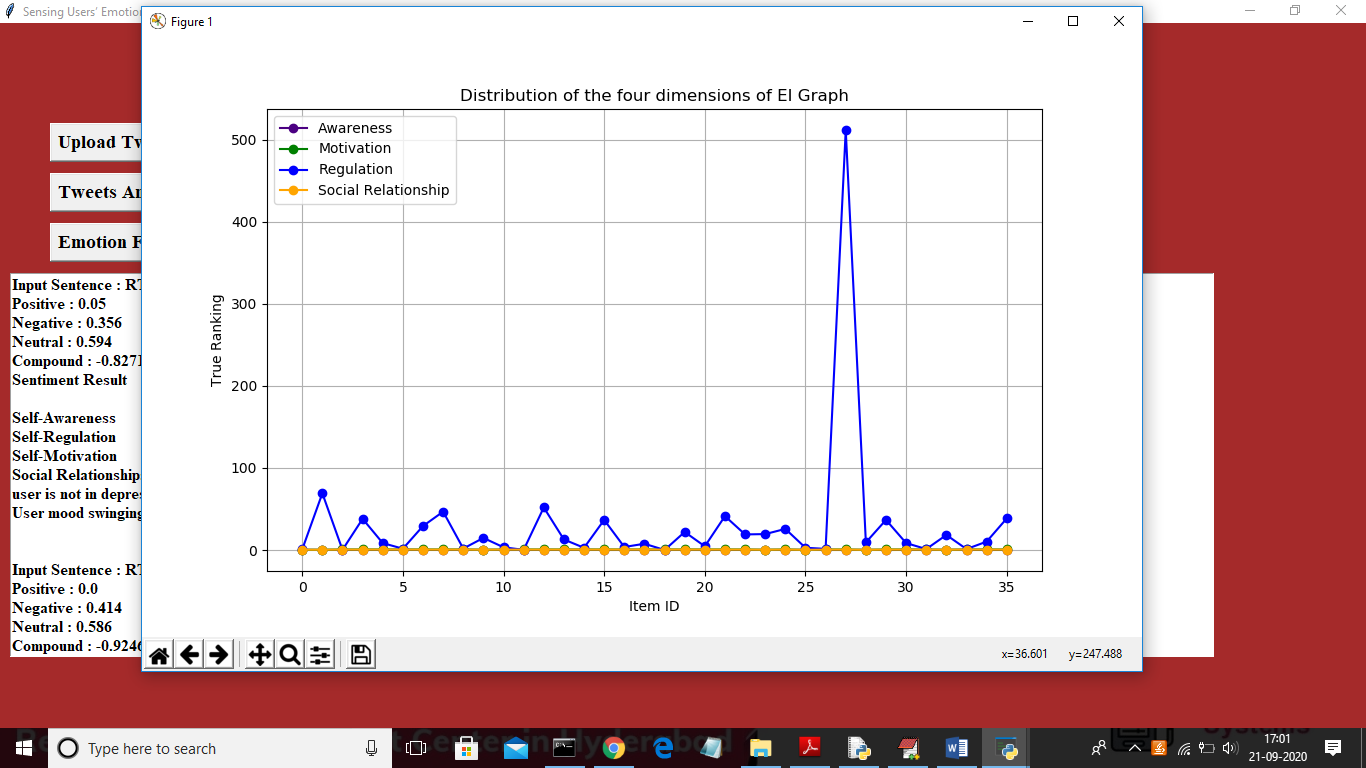 Sensing Users' Emotio
Figure 1
Upload Tw
Tweets An
Emotion F
Input Sentence : RT
Positive : 0.05
Negative : 0.356
Neutral : 0.594
Compound : -0.8271
Sentiment Result
Self-Awareness
Self-Regulation
Self-Motivation
Social Relationship
user is not in depres
User mood swinging
Input Sentence : RT
Positive : 0.0
Negative : 0.414
Neutral : 0.586
Compound : -0.9246
Distribution of the four dimensions of EI Graph
Awareness
Motivation
Regulation
Social Relationship
True Ranking
500
400
300
200
100
0
0 5 10 15 20 25 30 35
Item ID
x=36.601 y=247.488
Type here to search
Systems
17:01
21-09-2020